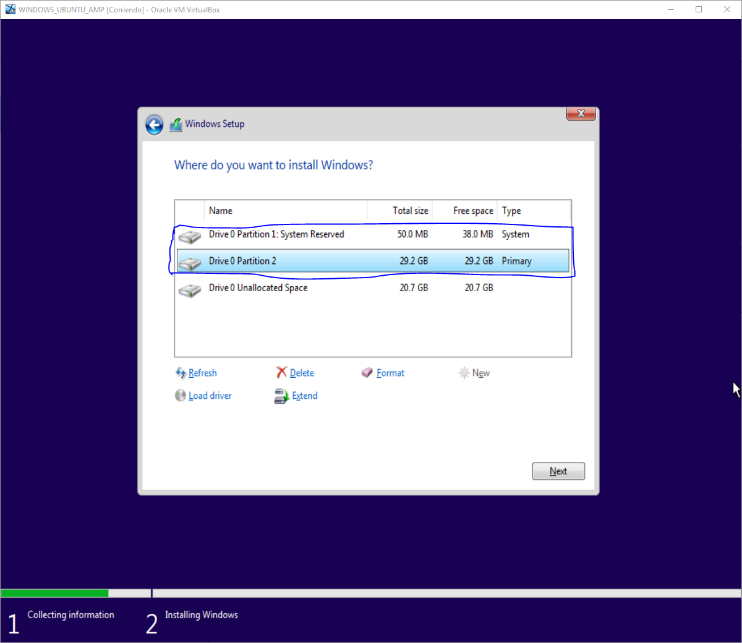 WINDOWS_UBUNTU_AMP [Corriendo] - Oracle VM VirtualBox
Windows Setup
Where do you want to install Windows?
Name Total size Free space Type
Drive 0 Partition 1: System Reserved 50.0 MB 38.0 MB System
Drive 0 Partition 2 29.2 GB 29.2 GB Primary
Drive 0 Unallocated Space 20.7 GB 20.7 GB
Refresh Delete Format New
Load driver Extend
Next
1 Collecting information 2 Installing Windows